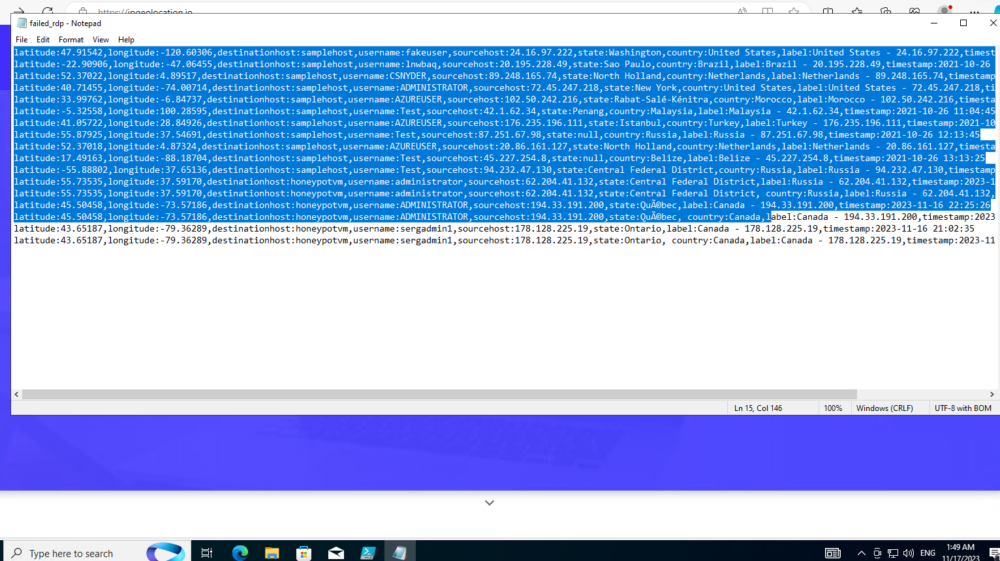 https://ipgeolocation.io
failed_rdp - Notepad
File Edit Format View Help
latitude:47.91542,longitude:-120.60306,destinationhost:samplehost,username:fakeuser,sourcehost:24.16.97.222,state:Washington,country:United States,label:United States - 24.16.97.222,timest
latitude:-22.90906,longitude:-47.06455,destinationhost:samplehost,username:lnwbaq,sourcehost:20.195.228.49,state:Sao Paulo,country:Brazil,label:Brazil - 20.195.228.49,timestamp:2021-10-26
latitude:52.37022,longitude:4.89517,destinationhost:samplehost,username:CSNYDER,sourcehost:89.248.165.74,state:North Holland,country:Netherlands,label:Netherlands - 89.248.165.74,timestamp
latitude:40.71455,longitude:-74.00714,destinationhost:samplehost,username:ADMINISTRATOR,sourcehost:72.45.247.218,state:New York,country:United States,label:United States - 72.45.247.218,ti
latitude:33.99762,longitude:-6.84737,destinationhost:samplehost,username:AZUREUSER,sourcehost:102.50.242.216,state:Rabat-Salé-Kénitra,country:Morocco,label:Morocco - 102.50.242.216,timesta
latitude:-5.32558,longitude:100.28595,destinationhost:samplehost,username:Test,sourcehost:42.1.62.34,state:Penang,country:Malaysia,label:Malaysia - 42.1.62.34,timestamp:2021-10-26 11:04:45
latitude:41.05722,longitude:28.84926,destinationhost:samplehost,username:AZUREUSER,sourcehost:176.235.196.111,state:Istanbul,country:Turkey,label:Turkey - 176.235.196.111,timestamp:2021-10
latitude:55.87925,longitude:37.54691,destinationhost:samplehost,username:Test,sourcehost:87.251.67.98,state:null,country:Russia,label:Russia - 87.251.67.98,timestamp:2021-10-26 12:13:45
latitude:52.37018,longitude:4.87324,destinationhost:samplehost,username:AZUREUSER,sourcehost:20.86.161.127,state:North Holland,country:Netherlands,label:Netherlands - 20.86.161.127,timesta
latitude:17.49163,longitude:-88.18704,destinationhost:samplehost,username:Test,sourcehost:45.227.254.8,state:null,country:Belize,label:Belize - 45.227.254.8,timestamp:2021-10-26 13:13:25
latitude:-55.88802,longitude:37.65136,destinationhost:samplehost,username:Test,sourcehost:94.232.47.130,state:Central Federal District,country:Russia,label:Russia - 94.232.47.130,timestamp
latitude:55.73535,longitude:37.59170,destinationhost:honeypotvm,username:administrator,sourcehost:62.204.41.132,state:Central Federal District,label:Russia - 62.204.41.132,timestamp:2023-1
latitude:55.73535,longitude:37.59170,destinationhost:honeypotvm,username:administrator,sourcehost:62.204.41.132,state:Central Federal District, country:Russia,label:Russia - 62.204.41.132,
latitude:45.50458,longitude:-73.57186,destinationhost:honeypotvm,username:ADMINISTRATOR,sourcehost:194.33.191.200,state:QuÃ©bec,label:Canada - 194.33.191.200,timestamp:2023-11-16 22:25:26
latitude:45.50458,longitude:-73.57186,destinationhost:honeypotvm,username:ADMINISTRATOR,sourcehost:194.33.191.200,state:QuÃ©bec, country:Canada,label:Canada - 194.33.191.200,timestamp:2023
latitude:43.65187,longitude:-79.36289,destinationhost:honeypotvm,username:sergadmin1,sourcehost:178.128.225.19,state:Ontario,label:Canada - 178.128.225.19,timestamp:2023-11-16 21:02:35
latitude:43.65187,longitude:-79.36289,destinationhost:honeypotvm,username:sergadmin1,sourcehost:178.128.225.19,state:Ontario, country:Canada,label:Canada - 178.128.225.19,timestamp:2023-11
Ln 15, Col 146 100% Windows (CRLF) UTF-8 with BOM
Type here to search
ENG
1:49 AM
11/17/2023